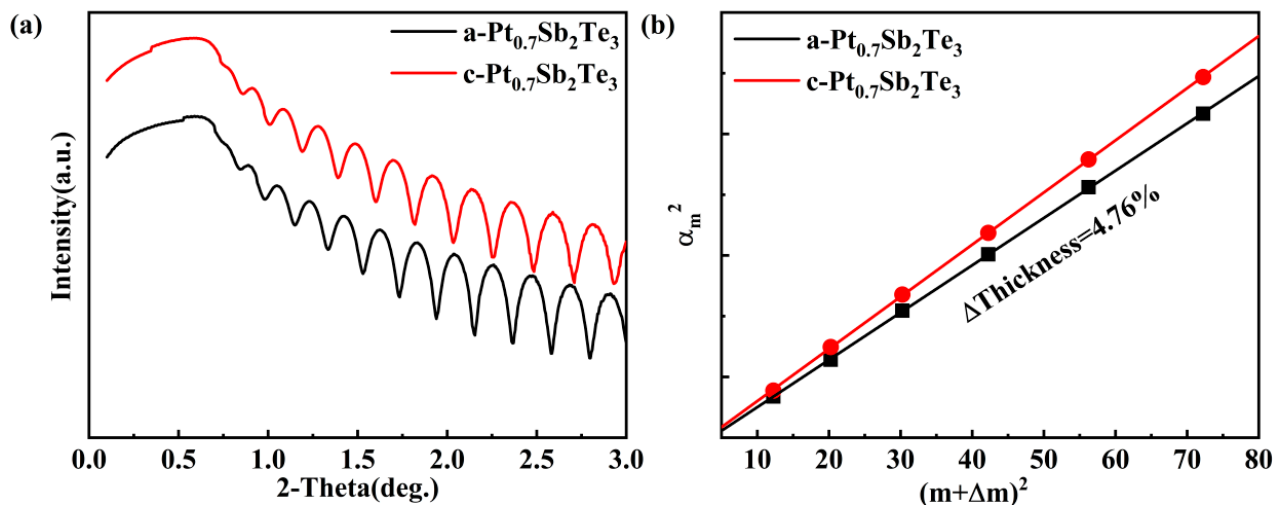 (a)
a-Pt0.7Sb2Te3
c-Pt0.7Sb2Te3
Intensity(a.u.)
0.0 0.5 1.0 1.5 2.0 2.5 3.0
2-Theta(deg.)
(b)
a-Pt0.7Sb2Te3
c-Pt0.7Sb2Te3
αm2
ΔThickness=4.76%
10 20 30 40 50 60 70 80
(m+Δm)2